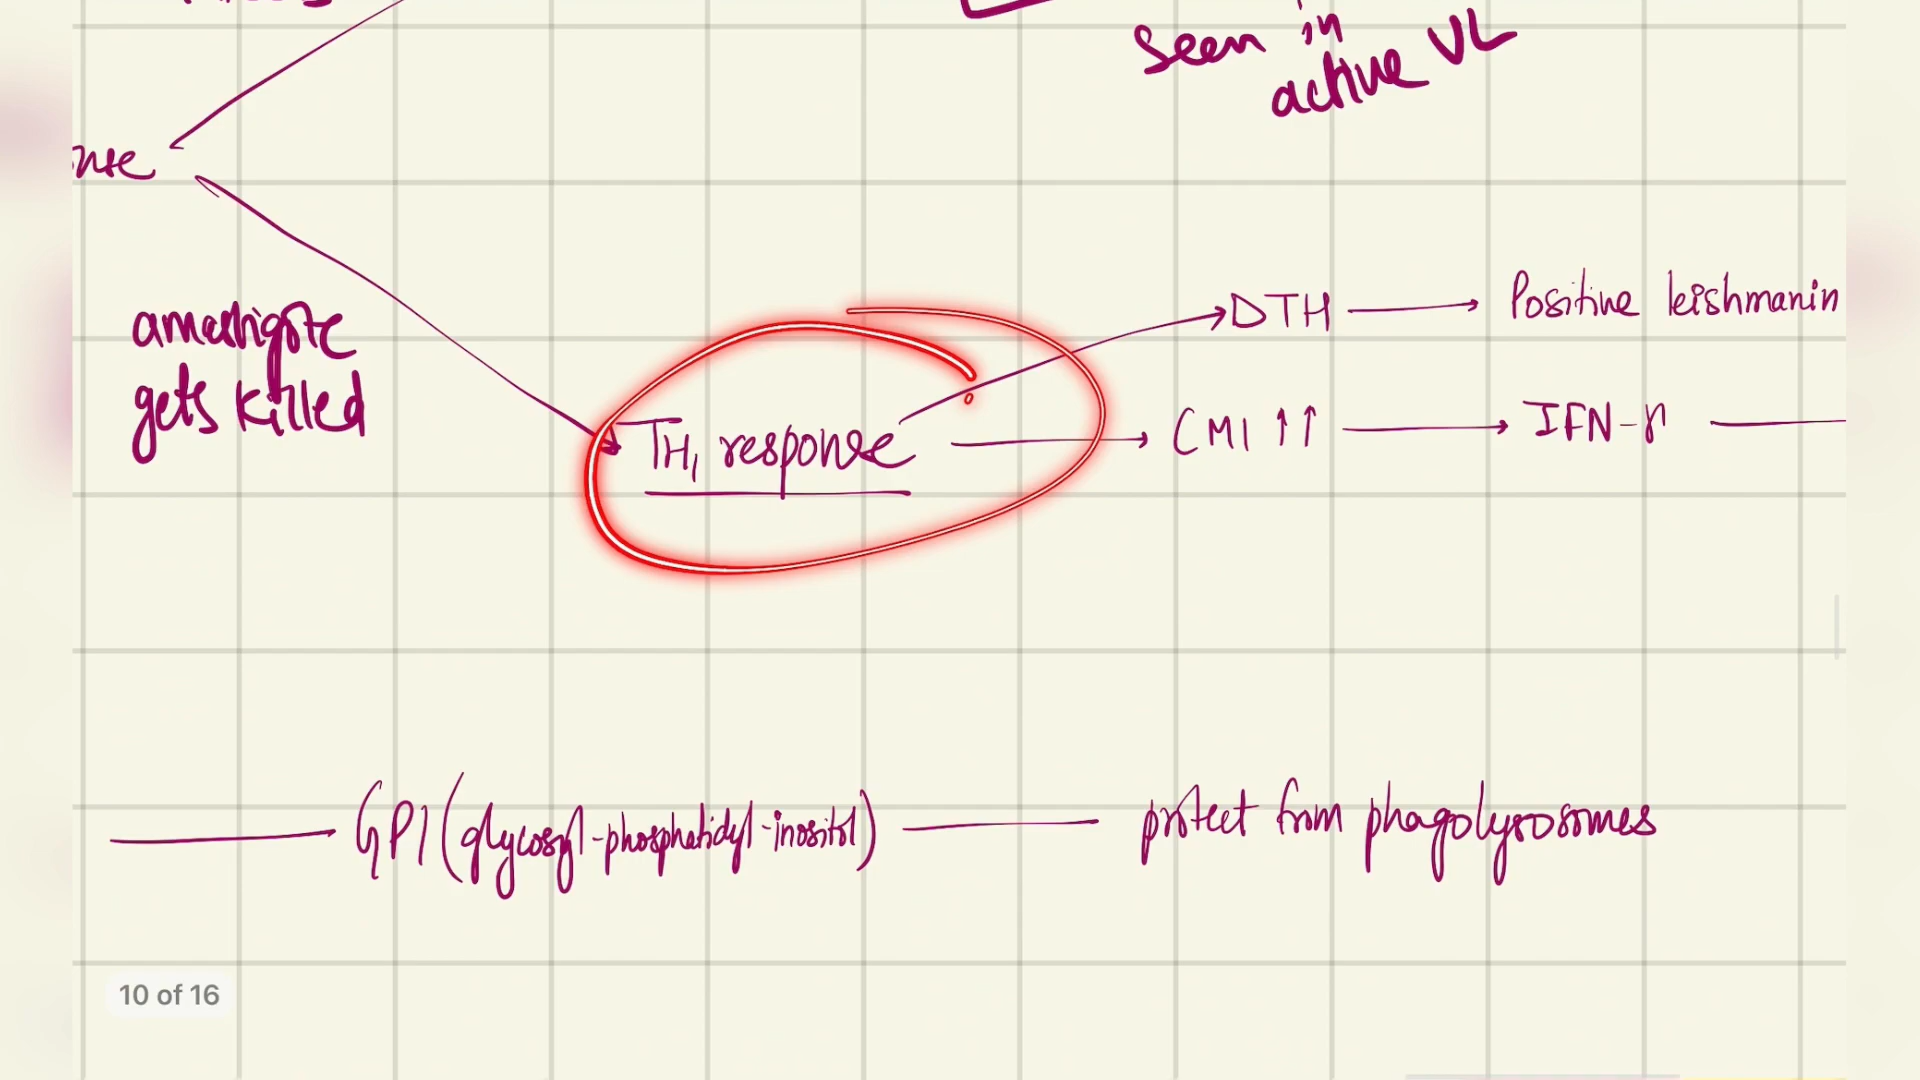 Seen in
active VL
amastigote
gets killed
TH1 response
DTH
Positive leishmanin
CMI ↑↑
IFN-γ
GPI (glycosyl-phosphatidyl-inositol)
protect from phagolysosomes
10 of 16